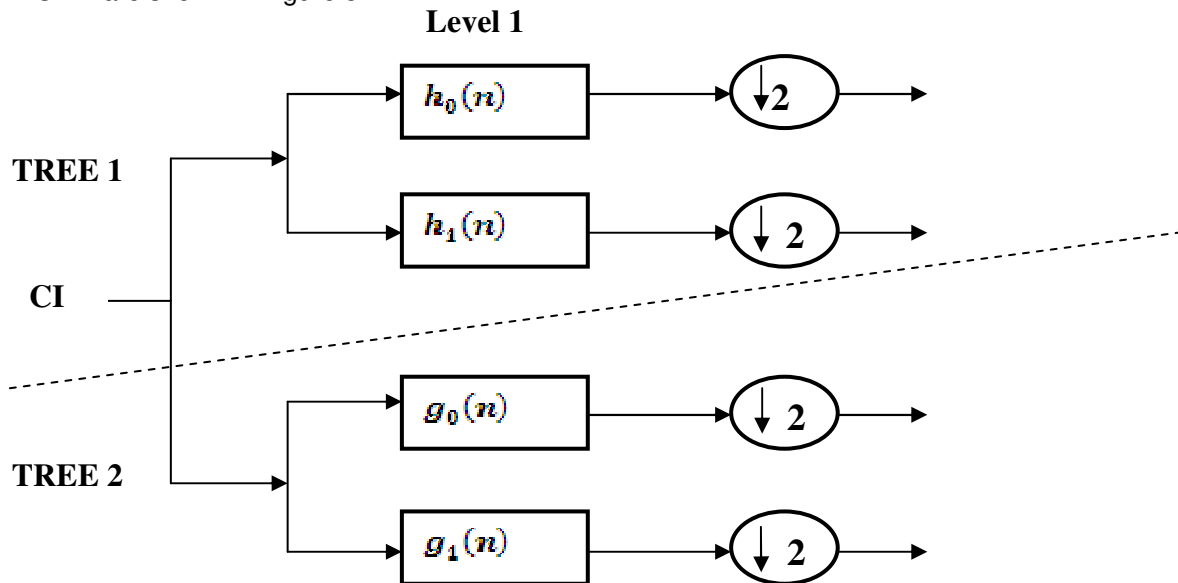 Level 1
h₀(n)
↓2
TREE 1
h₁(n)
↓ 2
CI
g₀(n)
↓ 2
TREE 2
g₁(n)
↓ 2